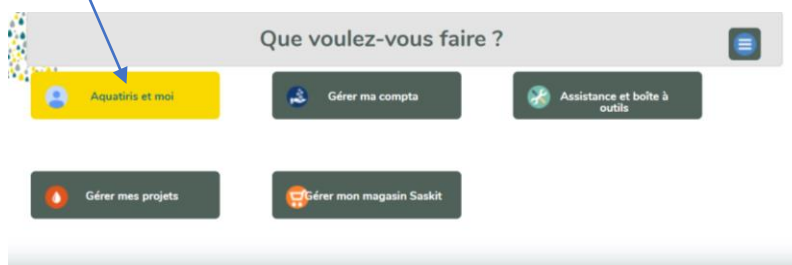 Que voulez-vous faire ?
Aquatiris et moi
Gérer ma compta
Assistance et boîte à
outils
Gérer mes projets
Gérer mon magasin Saskit